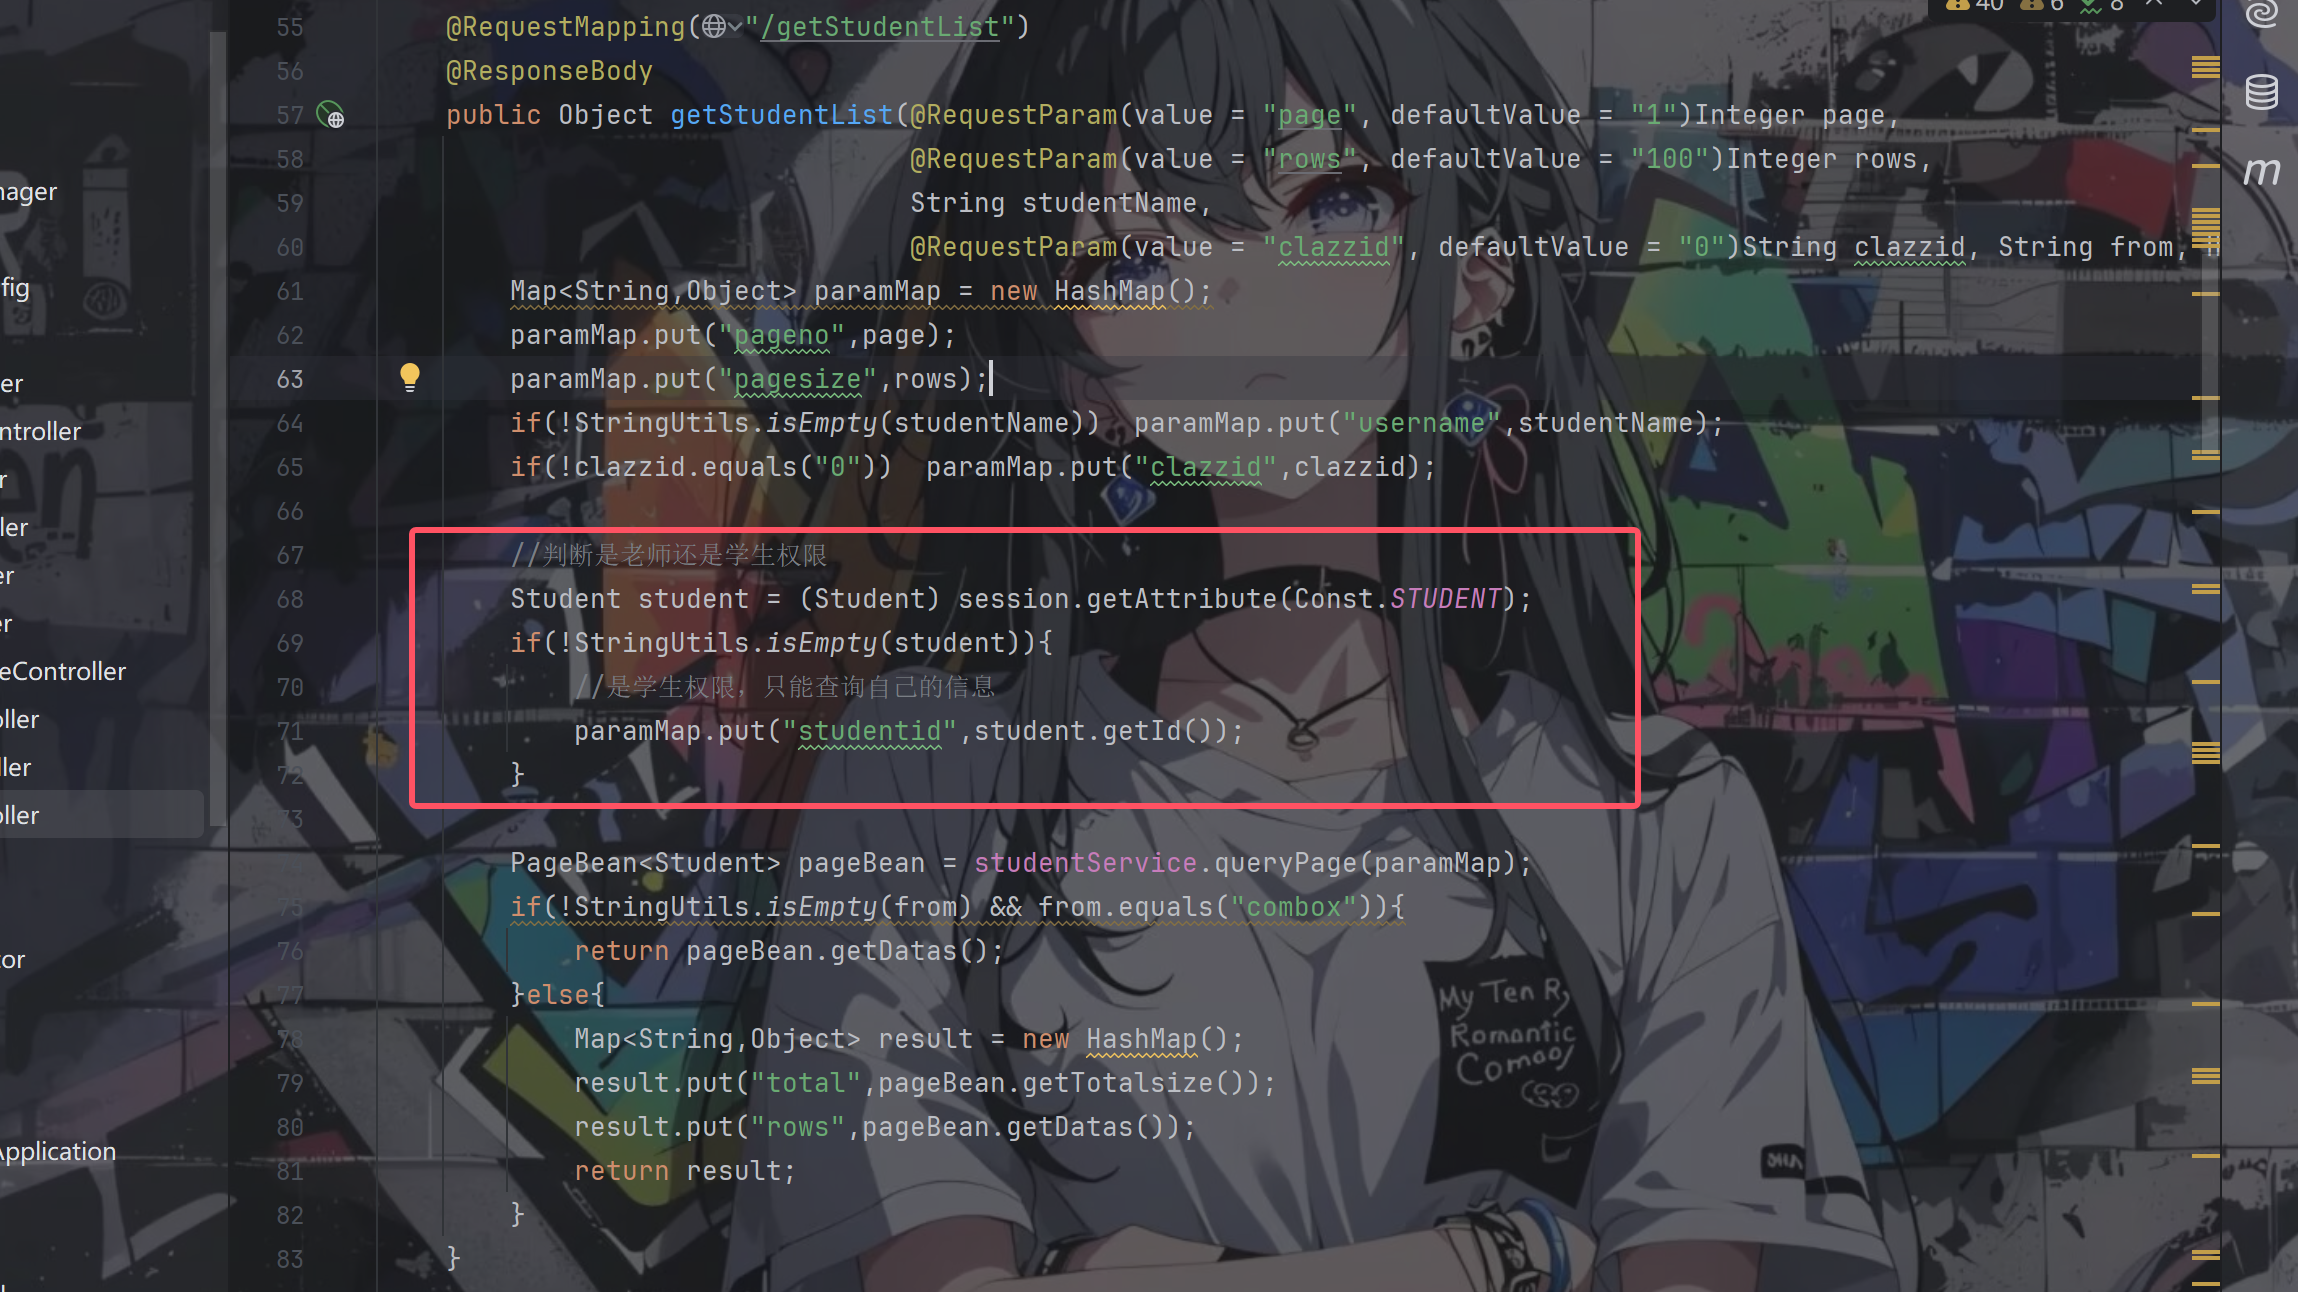 40 6 8
55 @RequestMapping("/getStudentList")
56 @ResponseBody
57 public Object getStudentList(@RequestParam(value = "page", defaultValue = "1")Integer page,
58 @RequestParam(value = "rows", defaultValue = "100")Integer rows,
59 String studentName,
60 @RequestParam(value = "clazzid", defaultValue = "0")String clazzid, String from,
61 Map<String,Object> paramMap = new HashMap();
62 paramMap.put("pageno",page);
63 paramMap.put("pagesize",rows);
64 if(!StringUtils.isEmpty(studentName))  paramMap.put("username",studentName);
65 if(!clazzid.equals("0"))  paramMap.put("clazzid",clazzid);
66
67 //判断是老师还是学生权限
68 Student student = (Student) session.getAttribute(Const.STUDENT);
69 if(!StringUtils.isEmpty(student)){
70 //是学生权限，只能查询自己的信息
71 paramMap.put("studentid",student.getId());
72 }
73
PageBean<Student> pageBean = studentService.queryPage(paramMap);
75 if(!StringUtils.isEmpty(from) && from.equals("combox")){
76 return pageBean.getDatas();
77 }else{
78 Map<String,Object> result = new HashMap();
79 result.put("total",pageBean.getTotalsize());
80 result.put("rows",pageBean.getDatas());
81 return result;
82 }
83 }
nager
fig
er
ntroller
r
ler
er
er
eController
oller
ller
oller
tor
Application
m
My Ten R
Romantic